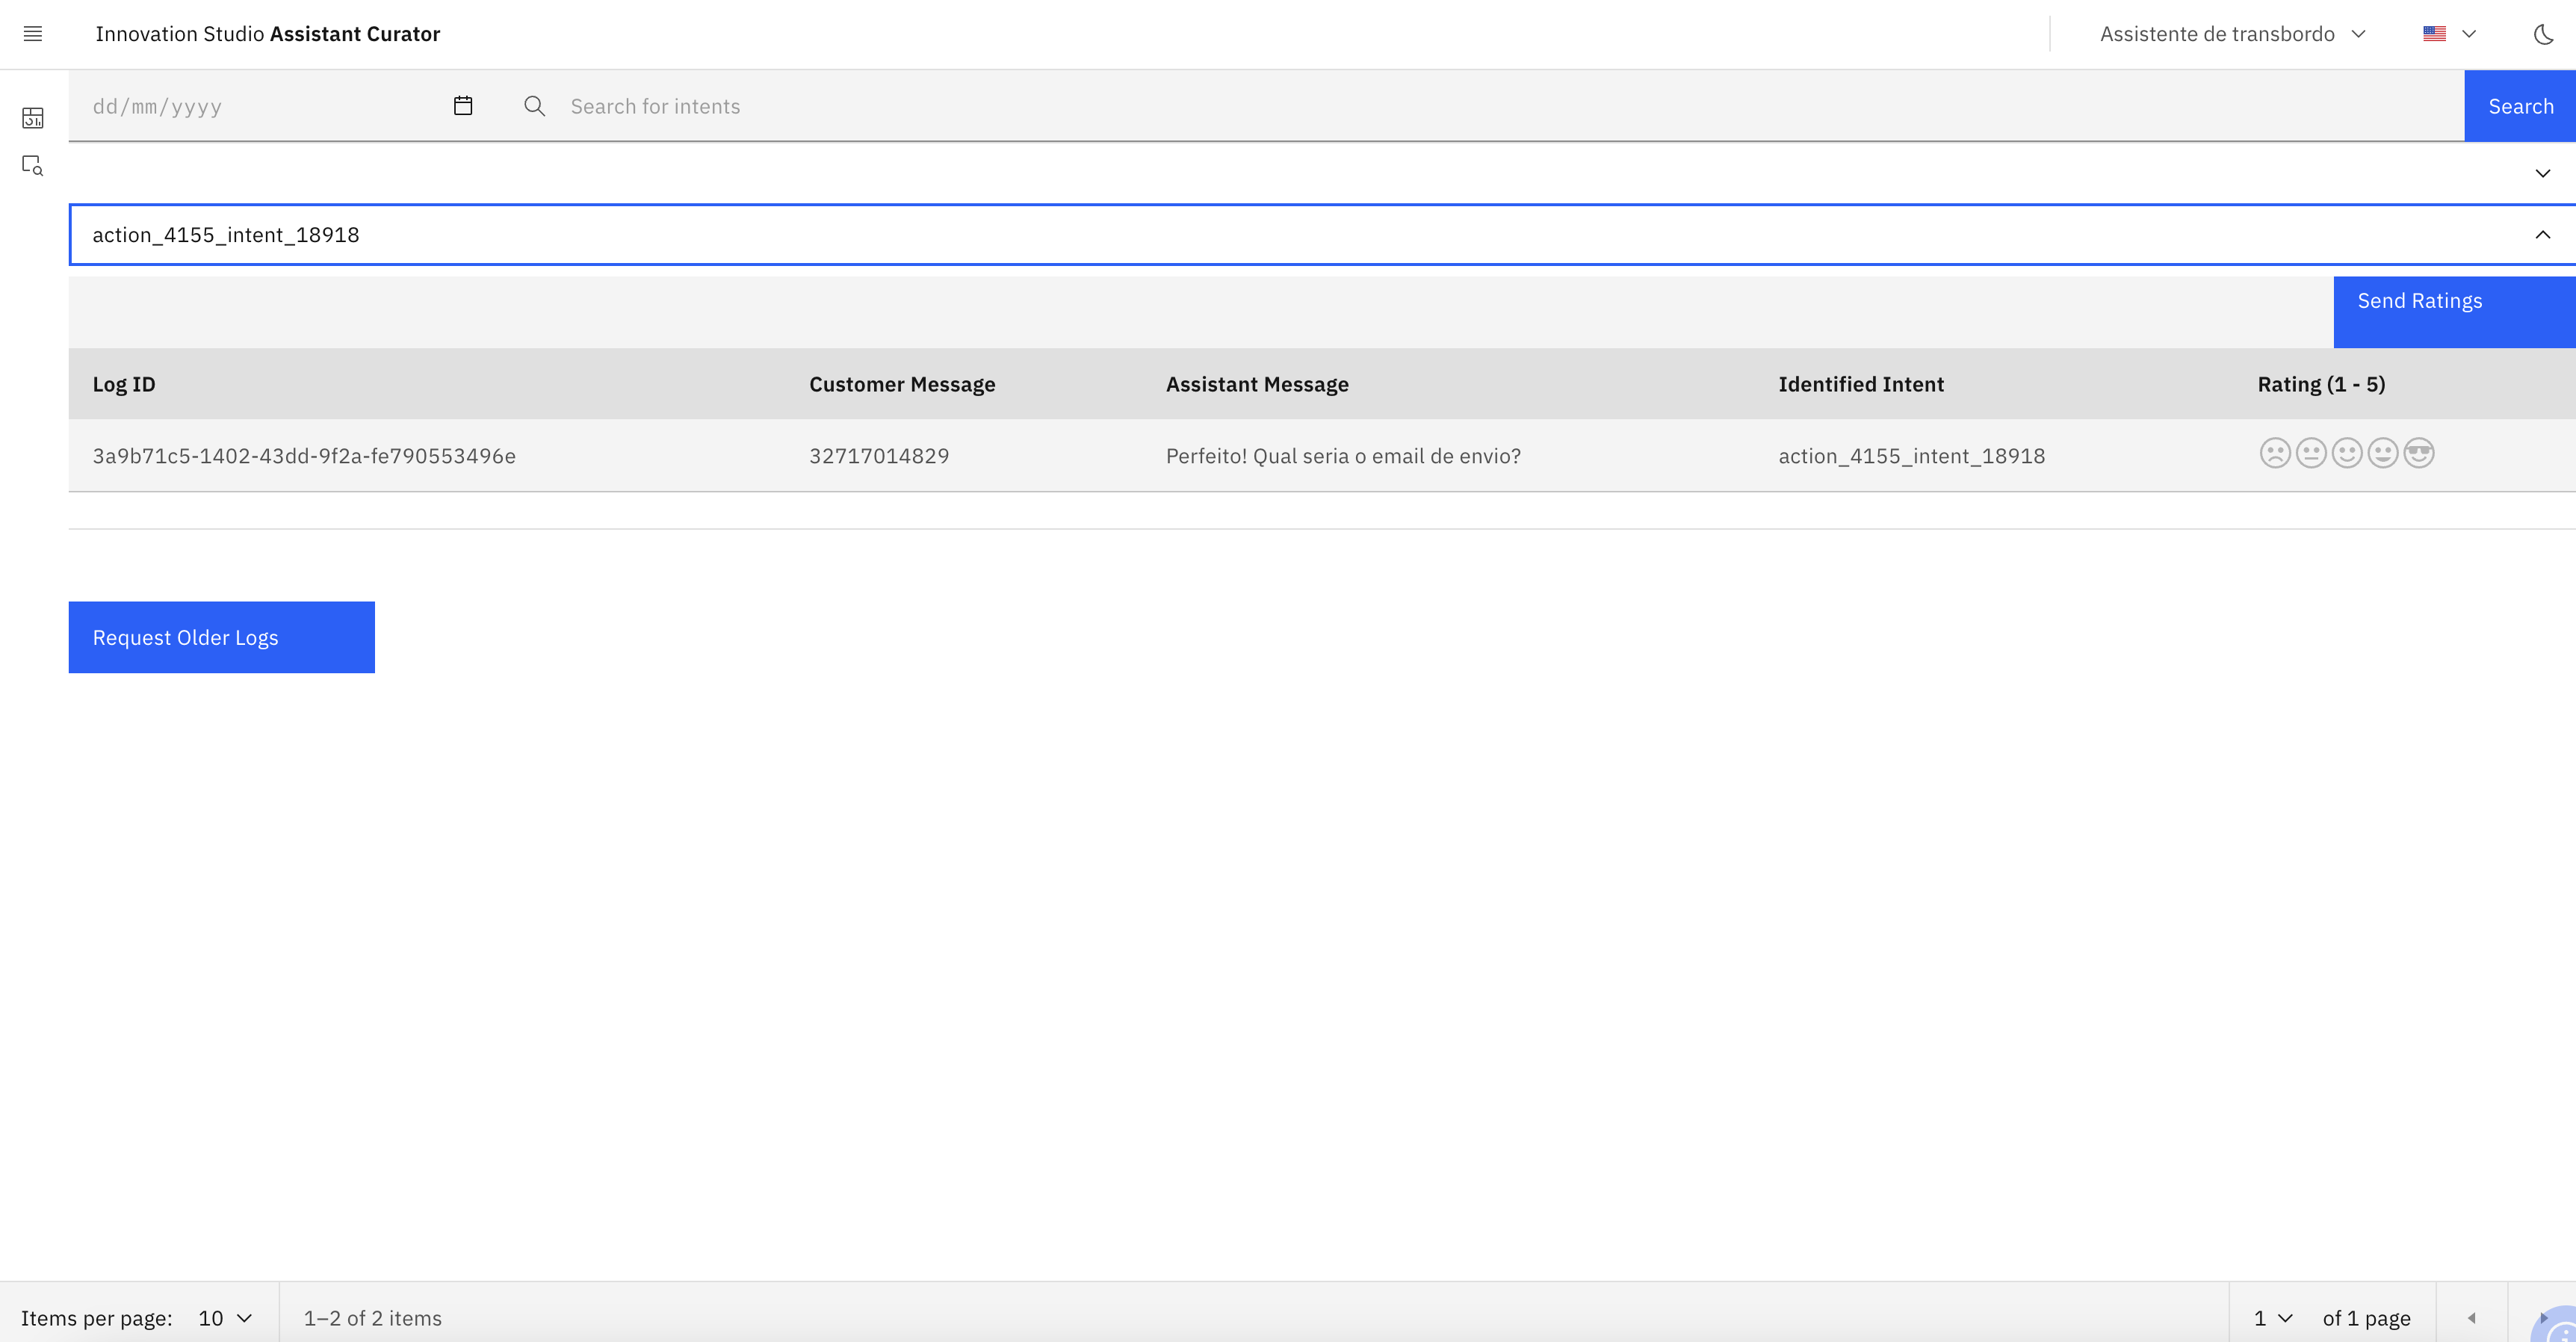 Innovation Studio Assistant Curator
Assistente de transbordo
dd/mm/yyyy
Search for intents
Search
action_4155_intent_18918
Send Ratings
Log ID Customer Message Assistant Message Identified Intent Rating (1 - 5)
3a9b71c5-1402-43dd-9f2a-fe790553496e 32717014829 Perfeito! Qual seria o email de envio? action_4155_intent_18918
Request Older Logs
Items per page: 10 1–2 of 2 items 1 of 1 page